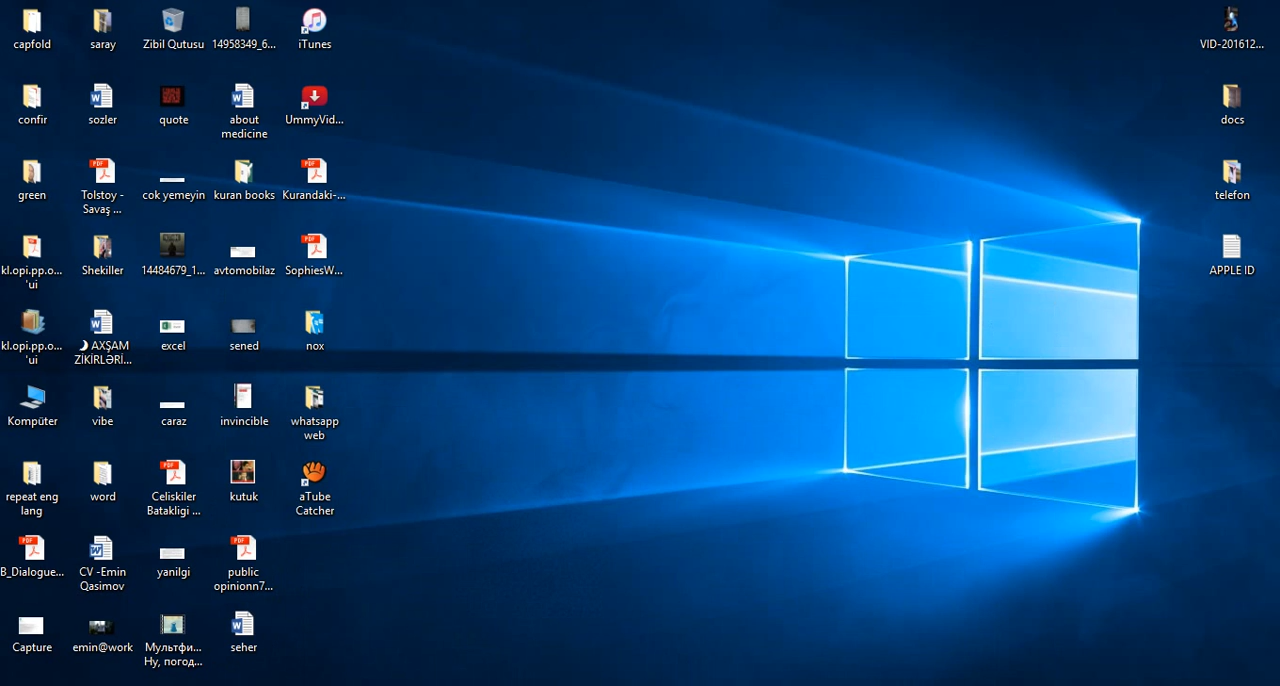 capfold
saray
Zibil Qutusu
14958349_6...
iTunes
VID-201612...
confir
sozler
quote
about
medicine
UmmyVid...
docs
green
Tolstoy -
Savaş ...
cok yemeyin
kuran books
Kurandaki-...
telefon
kl.opi.pp.o...
'ui
Shekiller
14484679_1...
avtomobilaz
SophiesW...
APPLE ID
kl.opi.pp.o...
'ui
AXŞAM
ZİKİRLƏRİ...
excel
sened
nox
Kompüter
vibe
caraz
invincible
whatsapp
web
repeat eng
lang
word
Celiskiler
Batakligi ...
kutuk
aTube
Catcher
B_Dialogue...
CV -Emin
Qasimov
yanilgi
public
opinionn7...
Capture
emin@work
Мультфи...
Ну, погод...
seher